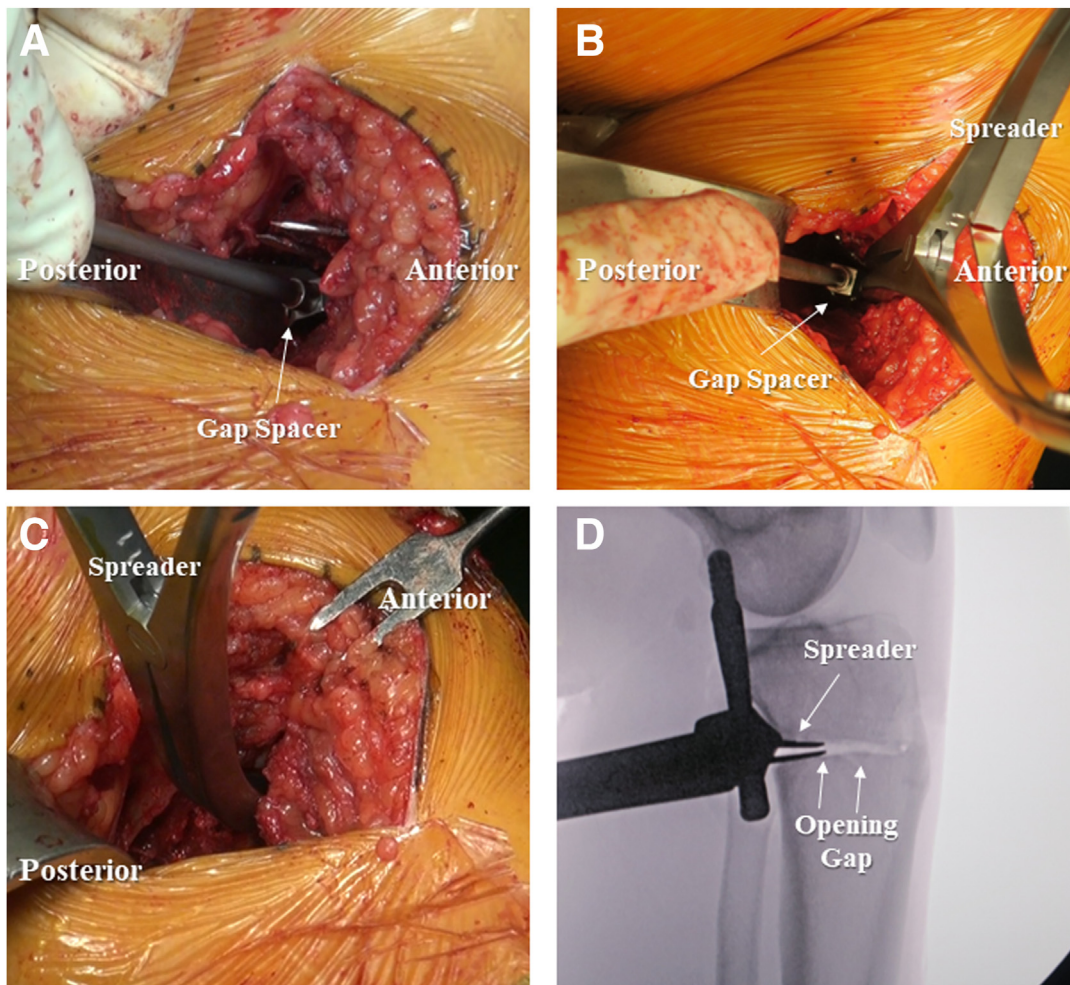 A
Posterior
Anterior
Gap Spacer
B
Spreader
Posterior
Anterior
Gap Spacer
C
Spreader
Anterior
Posterior
D
Spreader
Opening
Gap